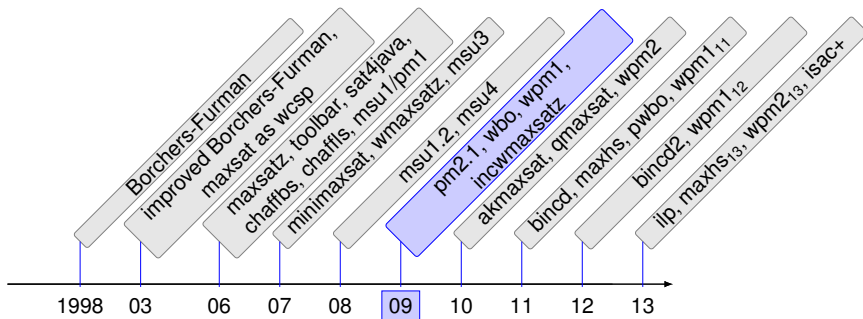 Borchers-Furman
improved Borchers-Furman,
maxsat as wcsp
maxsatz, toolbar, sat4java,
chaffbs, chaffls, msu1/pm1
minimaxsat, wmaxsatz, msu3
msu1.2, msu4
pm2.1, wbo, wpm1,
incwmaxsatz
akmaxsat, qmaxsat, wpm2
bincd, maxhs, pwbo, wpm1₁₁
bincd2, wpm1₁₂
ilp, maxhs₁₃, wpm2₁₃, isac+
1998 03 06 07 08 09 10 11 12 13